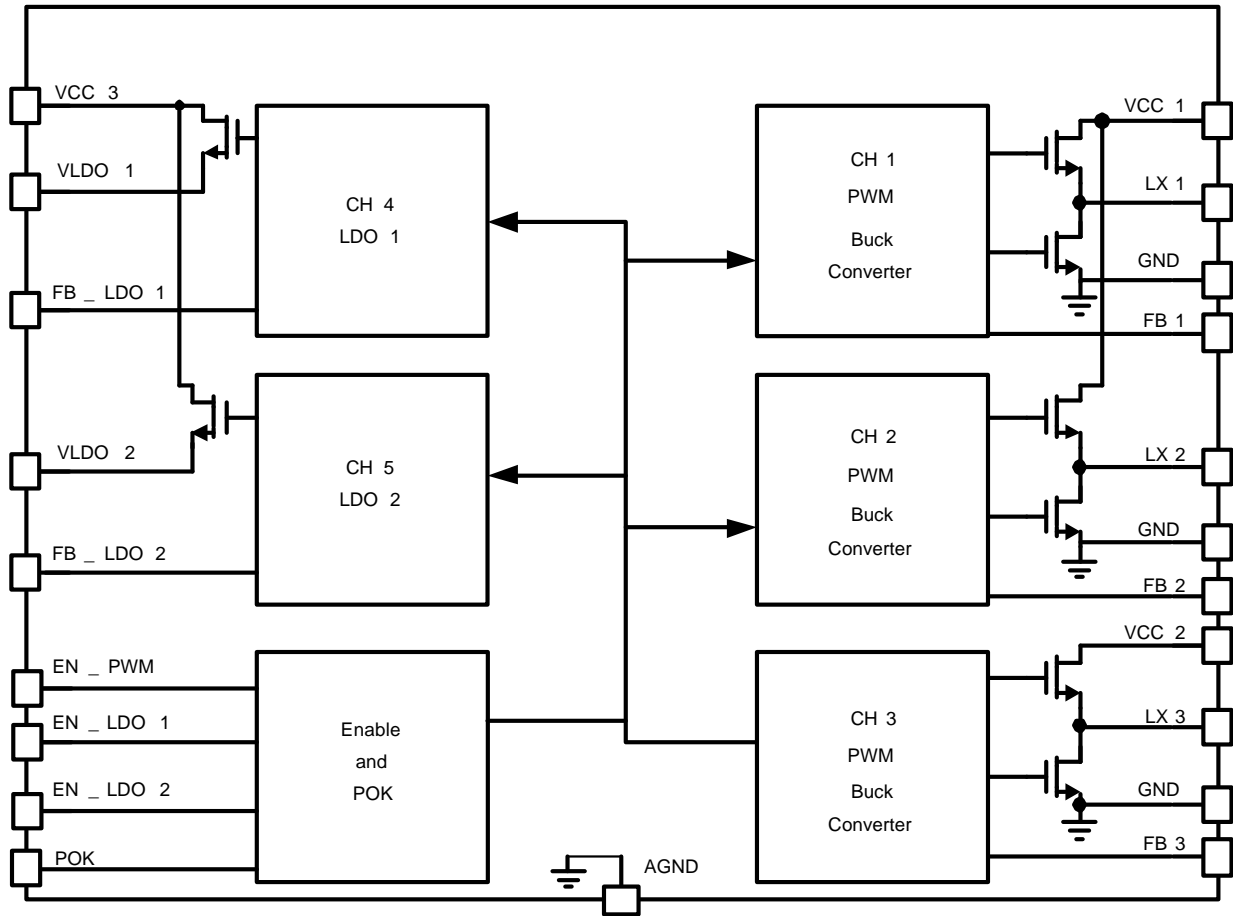 VCC 3
VLDO 1
FB _ LDO 1
VLDO 2
FB _ LDO 2
EN _ PWM
EN _ LDO 1
EN _ LDO 2
POK
CH 4
LDO 1
CH 5
LDO 2
Enable
and
POK
AGND
CH 1
PWM
Buck
Converter
CH 2
PWM
Buck
Converter
CH 3
PWM
Buck
Converter
VCC 1
LX 1
GND
FB 1
LX 2
GND
FB 2
VCC 2
LX 3
GND
FB 3